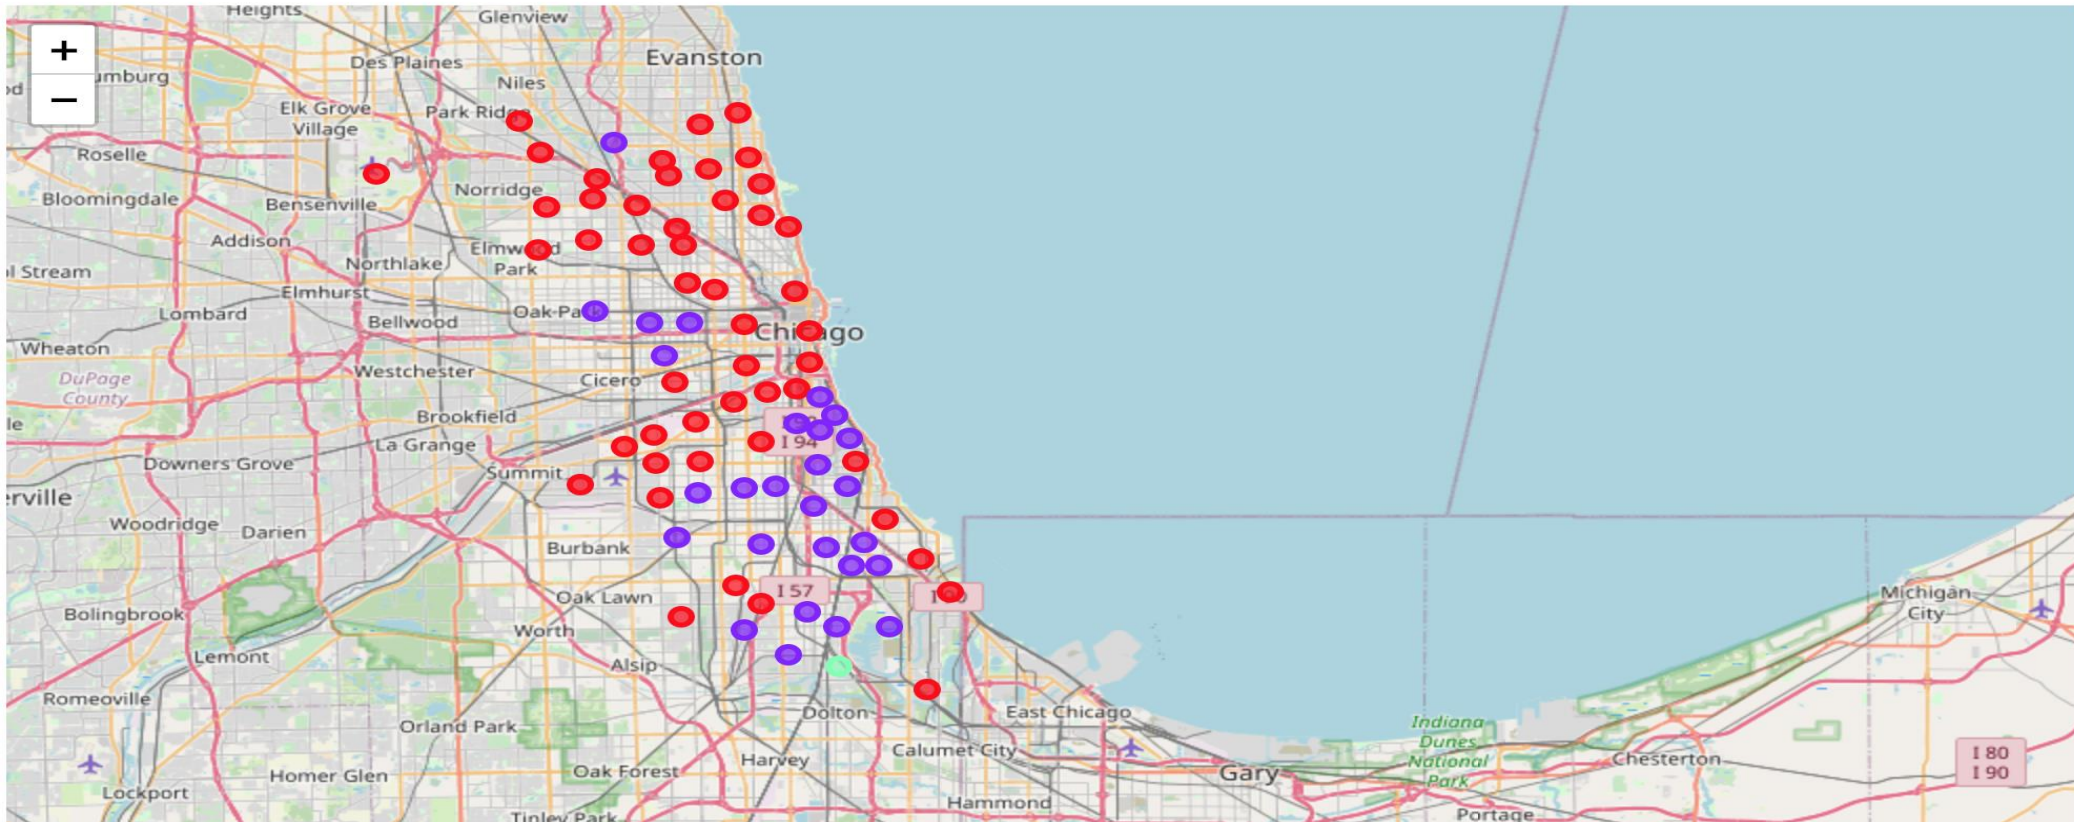 Heights
Glenview
+
Evanston
Des Plaines
umburg
Niles
od
−
Elk Grove
Village
Park Ridge
Roselle
Norridge
Bloomingdale
Bensenville
Addison
Elmwood
Park
ol Stream
Northlake
Elmhurst
Lombard
Bellwood
Oak Park
Chicago
Wheaton
Westchester
DuPage
County
Cicero
Brookfield
le
La Grange
I 94
Downers Grove
Summit
erville
Woodridge
Darien
Burbank
Oak Lawn
I 57
Michigan
City
Bolingbrook
Worth
Lemont
Alsip
Romeoville
Orland Park
Dolton
East Chicago
Indiana
Dunes
National
Park
Calumet City
Harvey
Oak Forest
Homer Glen
Gary
Chesterton
I 80
I 90
Lockport
Hammond
Tinley Park
Portage